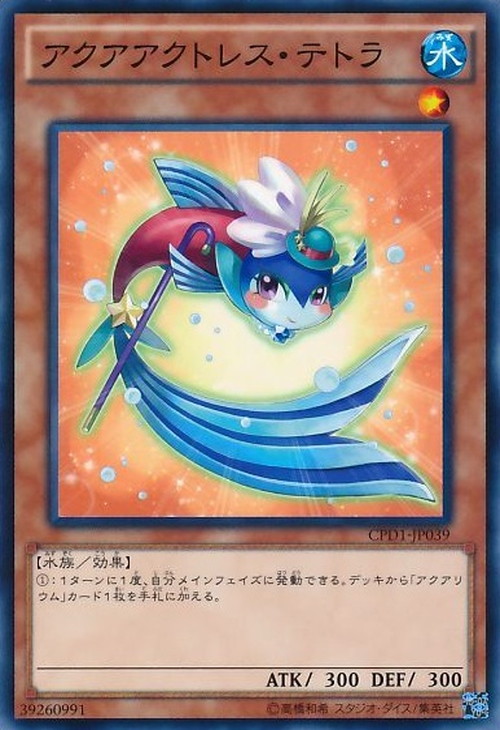 アクアアクトレス・テトラ
水
CPD1-JP039
【水族/効果】
①:1ターンに1度、自分メインフェイズに発動できる。デッキから「アクアリ
ウム」カード1枚を手札に加える。
ATK/ 300 DEF/ 300
39260991
©高橋和希 スタジオ・ダイス/集英社